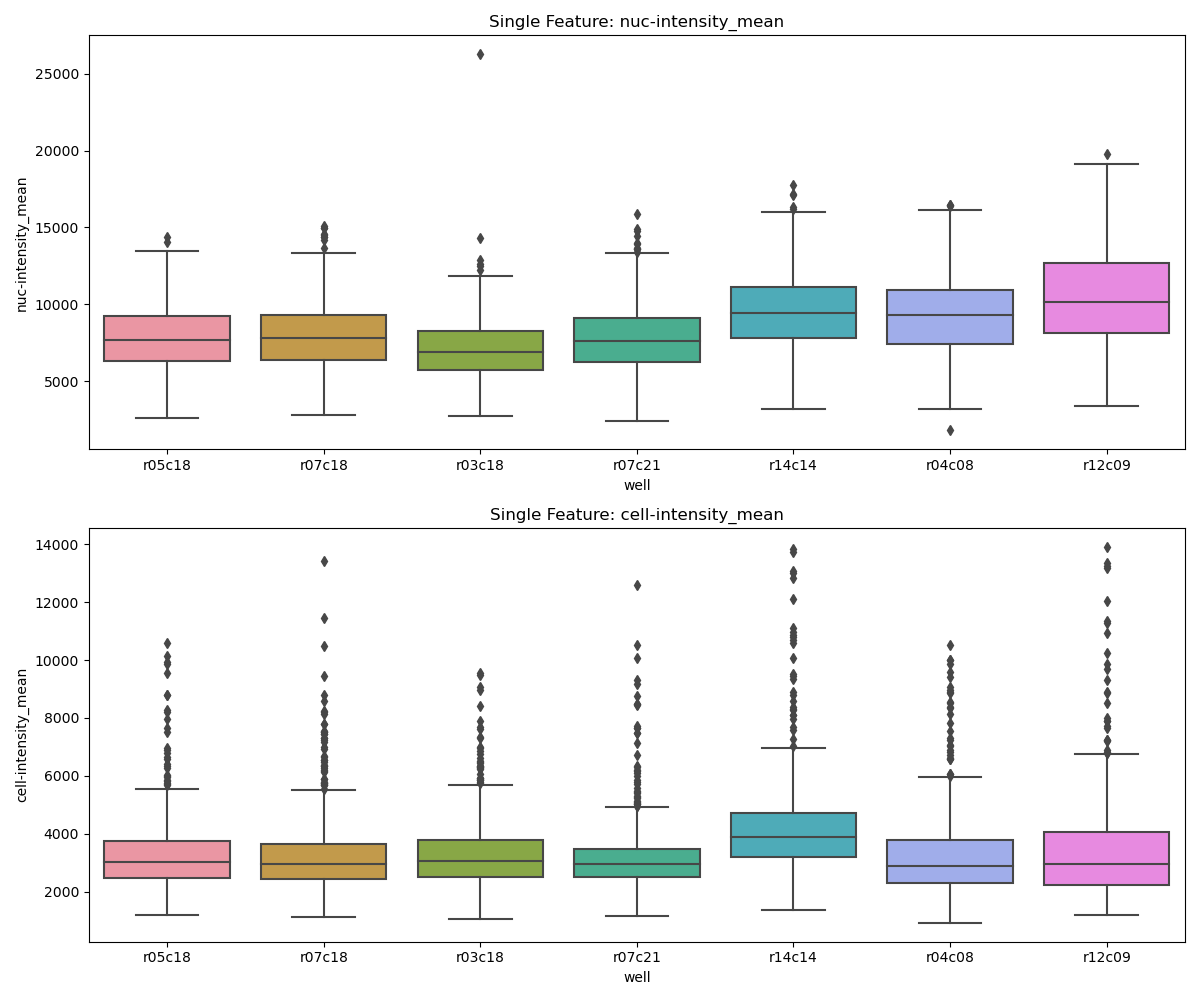 Single Feature: nuc-intensity_mean
nuc-intensity_mean
25000
20000
15000
10000
5000
r05c18 r07c18 r03c18 r07c21 r14c14 r04c08 r12c09
well
Single Feature: cell-intensity_mean
cell-intensity_mean
14000
12000
10000
8000
6000
4000
2000
r05c18 r07c18 r03c18 r07c21 r14c14 r04c08 r12c09
well